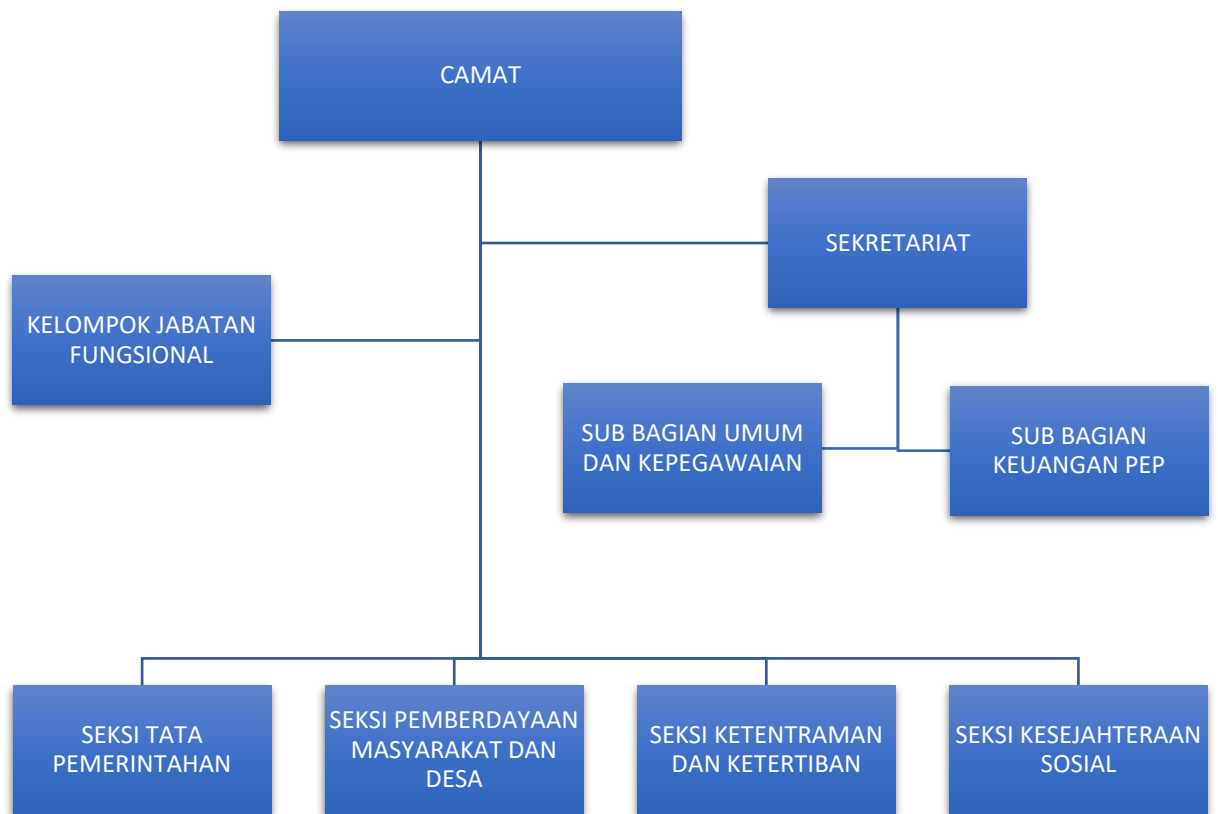 CAMAT
SEKRETARIAT
KELOMPOK JABATAN
FUNGSIONAL
SUB BAGIAN UMUM
DAN KEPEGAWAIAN
SUB BAGIAN
KEUANGAN PEP
SEKSI TATA
PEMERINTAHAN
SEKSI PEMBERDAYAAN
MASYARAKAT DAN
DESA
SEKSI KETENTRAMAN
DAN KETERTIBAN
SEKSI KESEJAHTERAAN
SOSIAL